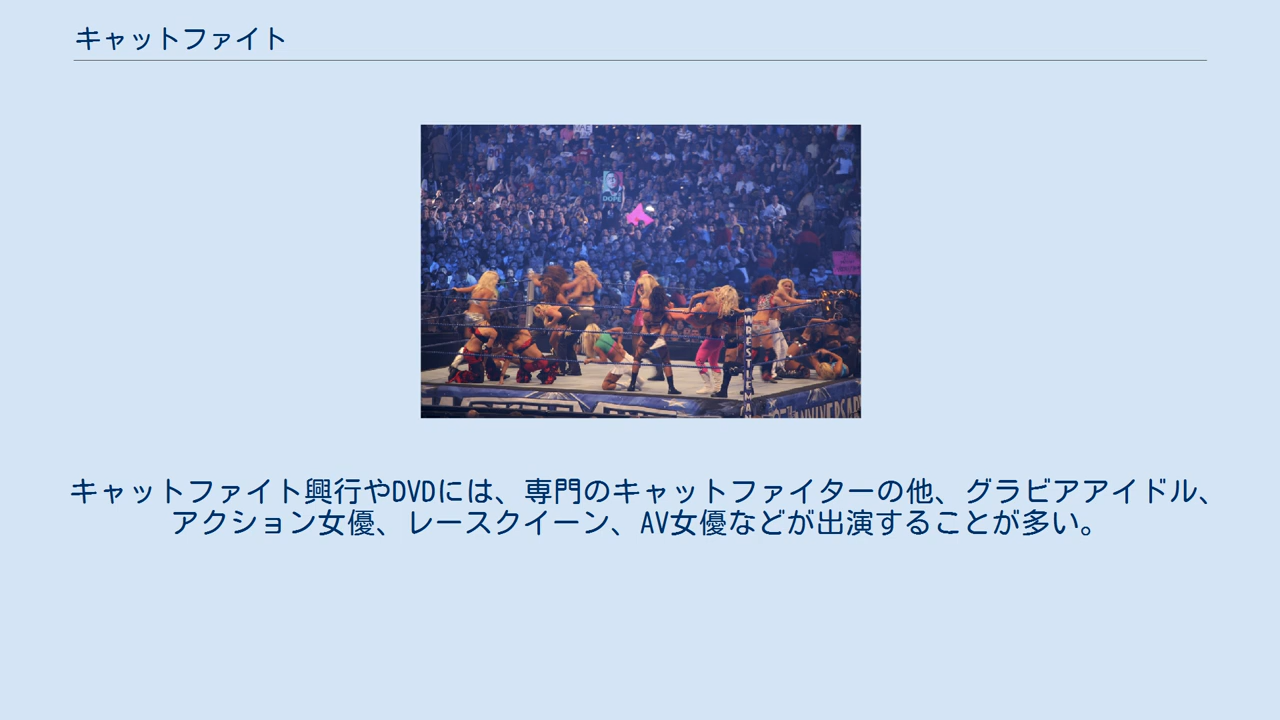 キャットファイト
DOPE
WRESTLEMAN
25TH ANNIVERSARY
キャットファイト興行やDVDには、専門のキャットファイターの他、グラビアアイドル、
アクション女優、レースクイーン、AV女優などが出演することが多い。